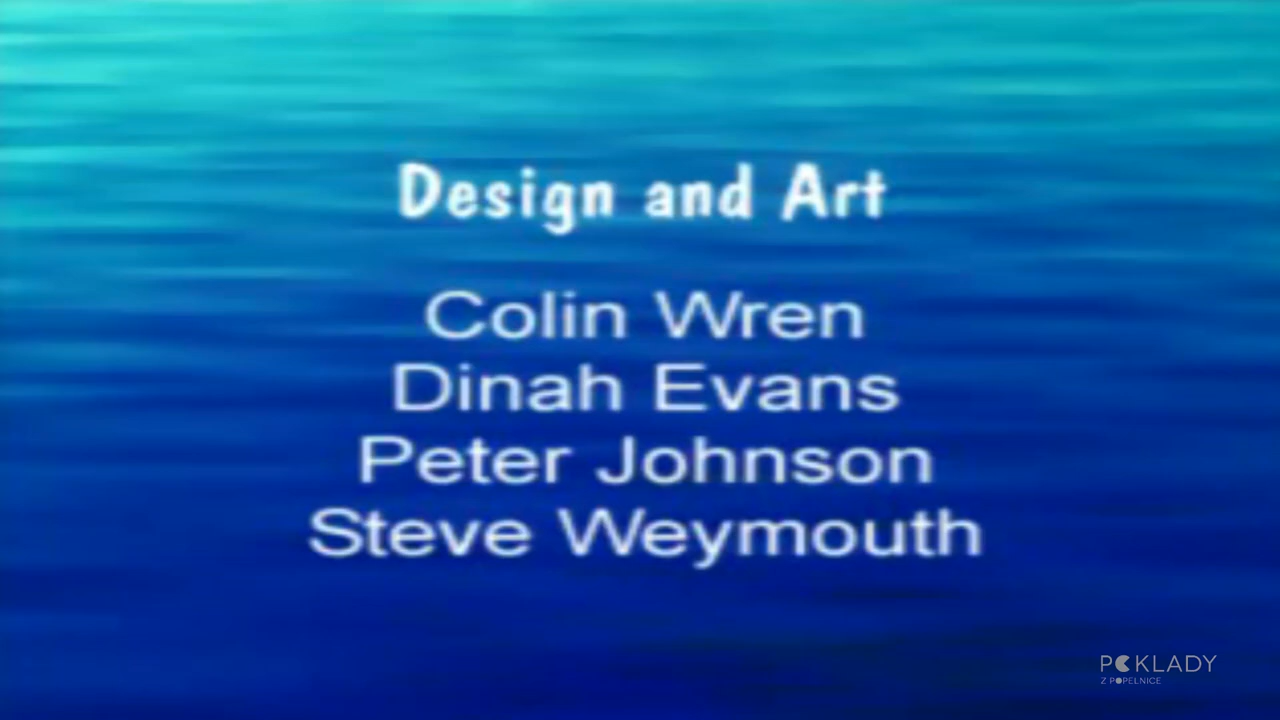 Design and Art
Colin Wren
Dinah Evans
Peter Johnson
Steve Weymouth
POKLADY
Z POPELNICE